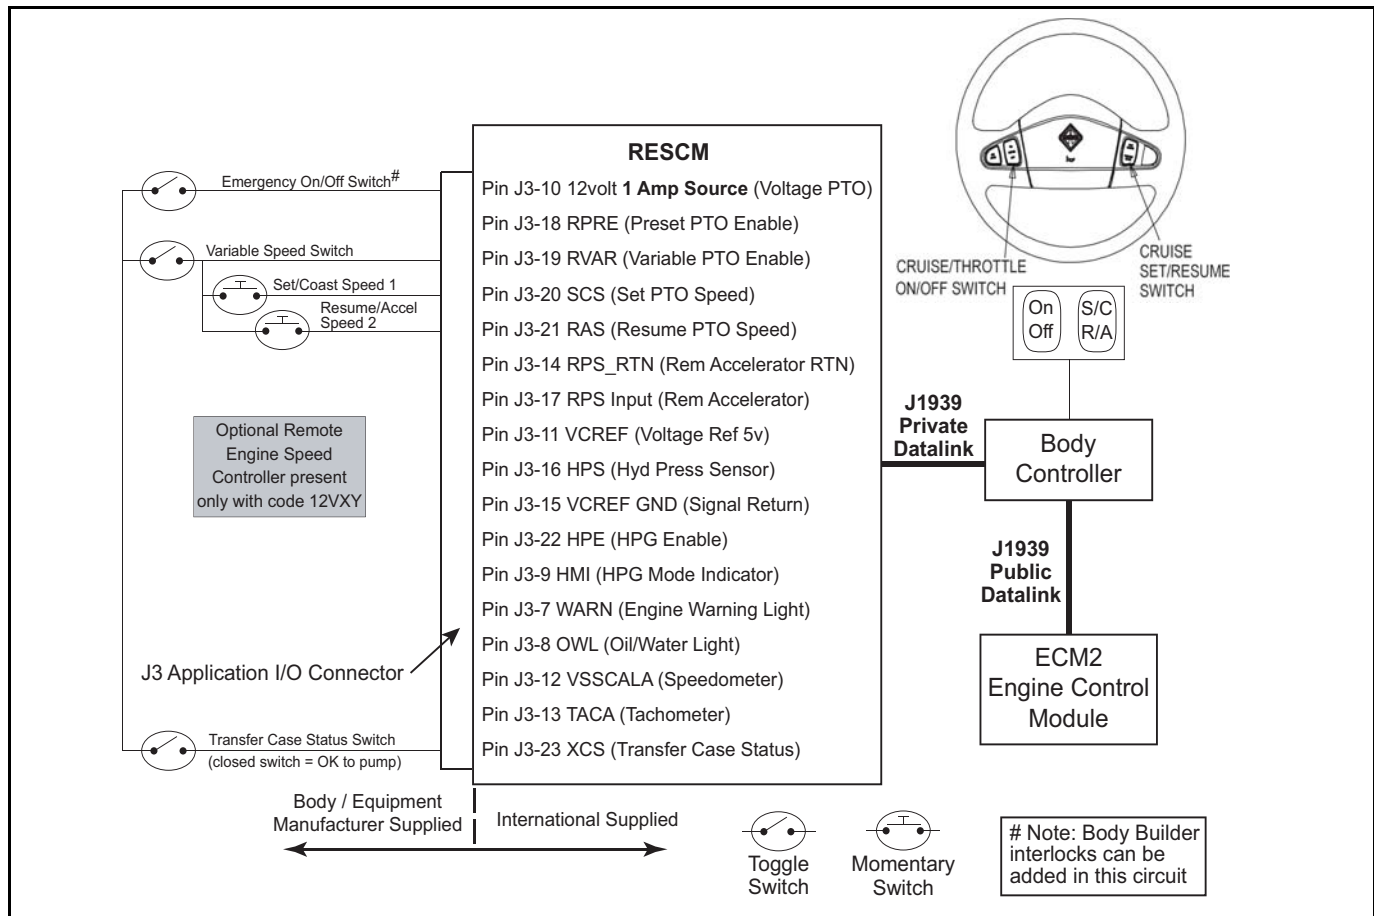 RESCM
Pin J3-10 12volt 1 Amp Source (Voltage PTO)
Pin J3-18 RPRE (Preset PTO Enable)
Pin J3-19 RVAR (Variable PTO Enable)
Pin J3-20 SCS (Set PTO Speed)
Pin J3-21 RAS (Resume PTO Speed)
Pin J3-14 RPS_RTN (Rem Accelerator RTN)
Pin J3-17 RPS Input (Rem Accelerator)
Pin J3-11 VCREF (Voltage Ref 5v)
Pin J3-16 HPS (Hyd Press Sensor)
Pin J3-15 VCREF GND (Signal Return)
Pin J3-22 HPE (HPG Enable)
Pin J3-9 HMI (HPG Mode Indicator)
Pin J3-7 WARN (Engine Warning Light)
Pin J3-8 OWL (Oil/Water Light)
Pin J3-12 VSSCALA (Speedometer)
Pin J3-13 TACA (Tachometer)
Pin J3-23 XCS (Transfer Case Status)
Emergency On/Off Switch#
Variable Speed Switch
Set/Coast Speed 1
Resume/Accel
Speed 2
Optional Remote
Engine Speed
Controller present
only with code 12VXY
J3 Application I/O Connector
Transfer Case Status Switch
(closed switch = OK to pump)
Body / Equipment
Manufacturer Supplied
International Supplied
Toggle
Switch
Momentary
Switch
# Note: Body Builder
interlocks can be
added in this circuit
CRUISE/THROTTLE
ON/OFF SWITCH
CRUISE
SET/RESUME
SWITCH
On
Off
S/C
R/A
J1939
Private
Datalink
Body
Controller
J1939
Public
Datalink
ECM2
Engine Control
Module